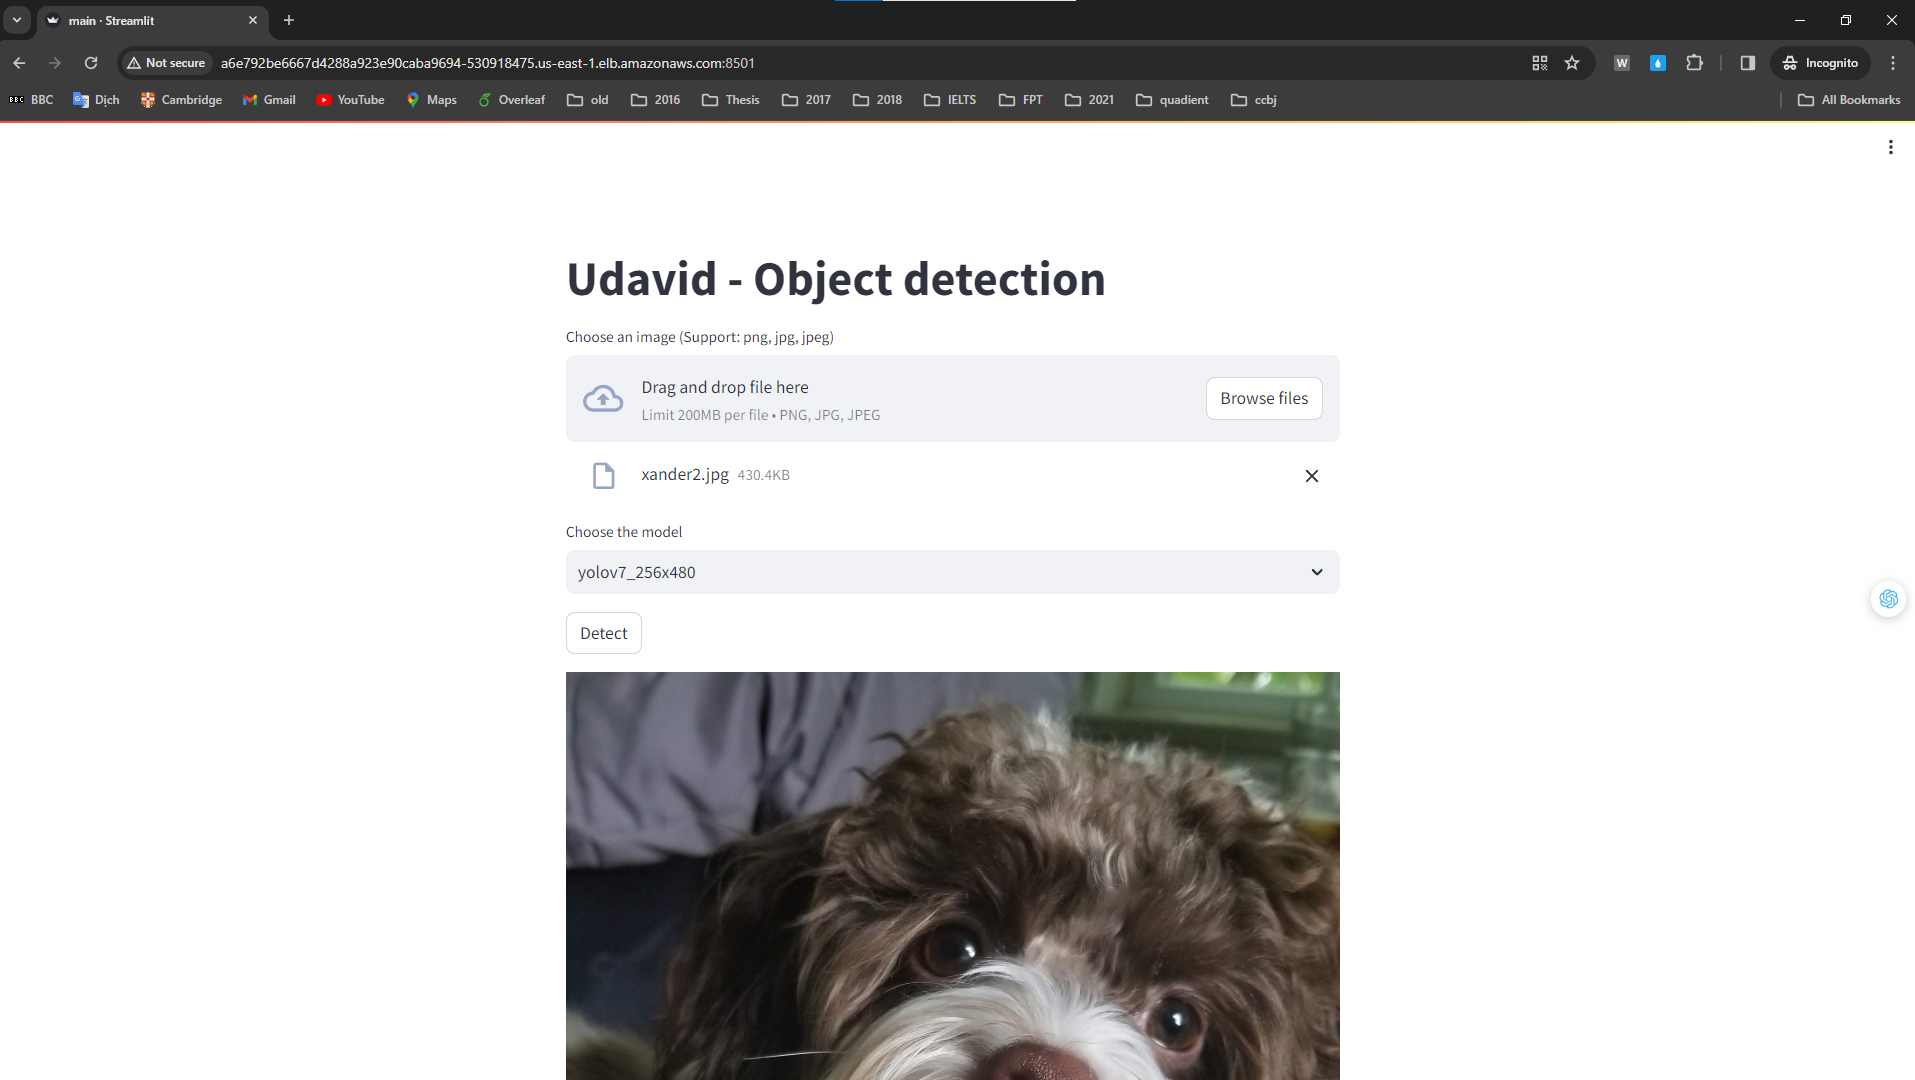 main · Streamlit
Not secure a6e792be6667d4288a923e90caba9694-530918475.us-east-1.elb.amazonaws.com:8501 W Incognito
BBC BBC Dịch Cambridge Gmail YouTube Maps Overleaf old 2016 Thesis 2017 2018 IELTS FPT 2021 quadient ccbj All Bookmarks
Udavid - Object detection
Choose an image (Support: png, jpg, jpeg)
Drag and drop file here
Limit 200MB per file • PNG, JPG, JPEG
Browse files
xander2.jpg 430.4KB
Choose the model
yolov7_256x480
Detect